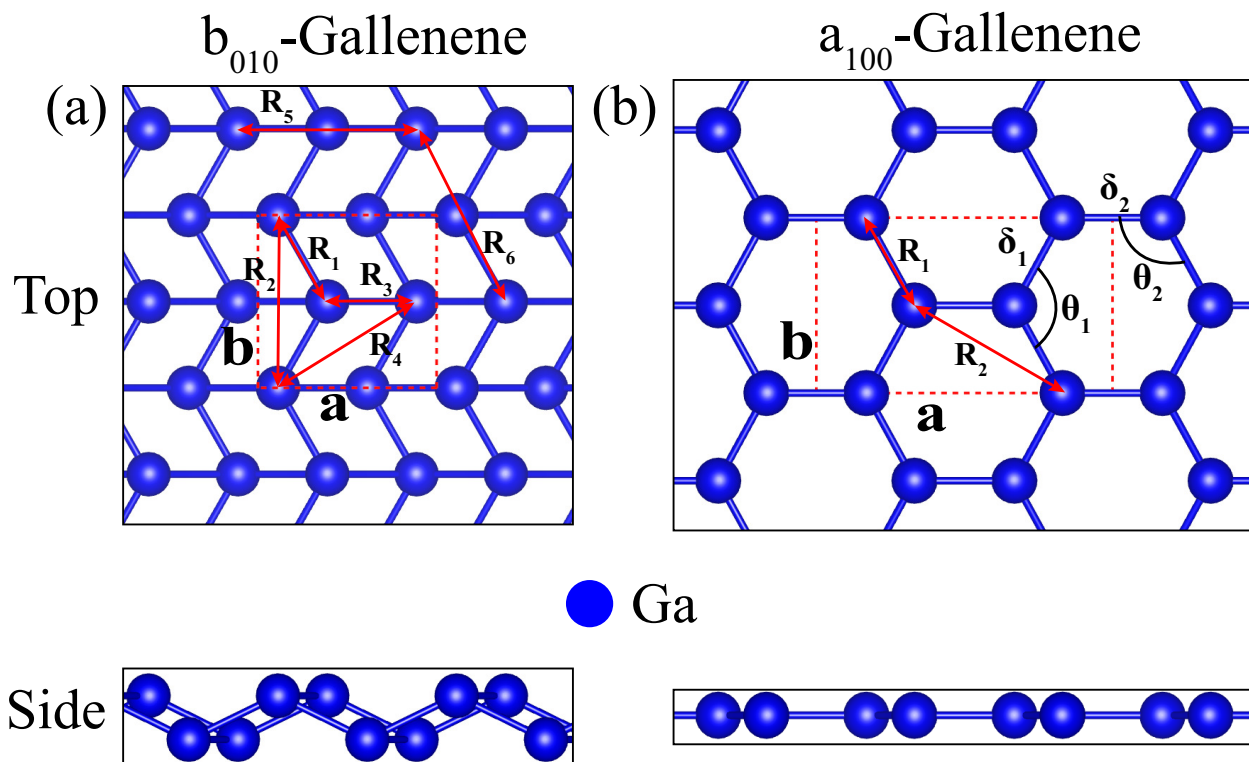 b₀₁₀-Gallenene
a₁₀₀-Gallenene
(a)
R₅
R₆
R₁
R₂
R₃
R₄
b
a
Top
(b)
δ₂
δ₁
R₁
θ₂
θ₁
R₂
b
a
Ga
Side